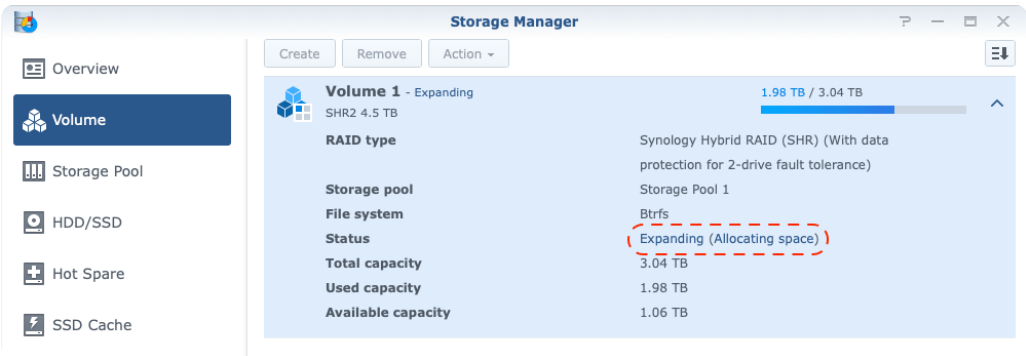 Storage Manager
Create Remove Action
Overview
Volume
Storage Pool
HDD/SSD
Hot Spare
SSD Cache
Volume 1 - Expanding
1.98 TB / 3.04 TB
SHR2 4.5 TB
RAID type Synology Hybrid RAID (SHR) (With data
protection for 2-drive fault tolerance)
Storage pool Storage Pool 1
File system Btrfs
Status Expanding (Allocating space)
Total capacity 3.04 TB
Used capacity 1.98 TB
Available capacity 1.06 TB